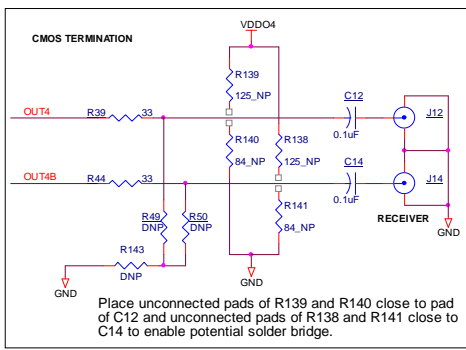 VDDO4
CMOS TERMINATION
R139
125_NP
C12
J12
OUT4
R39
33
0.1uF
R140
84_NP
R138
125_NP
C14
J14
OUT4B
R44
33
0.1uF
R49
DNP
R50
DNP
R141
84_NP
RECEIVER
R143
GND
DNP
GND
GND
Place unconnected pads of R139 and R140 close to pad
of C12 and unconnected pads of R138 and R141 close to
C14 to enable potential solder bridge.